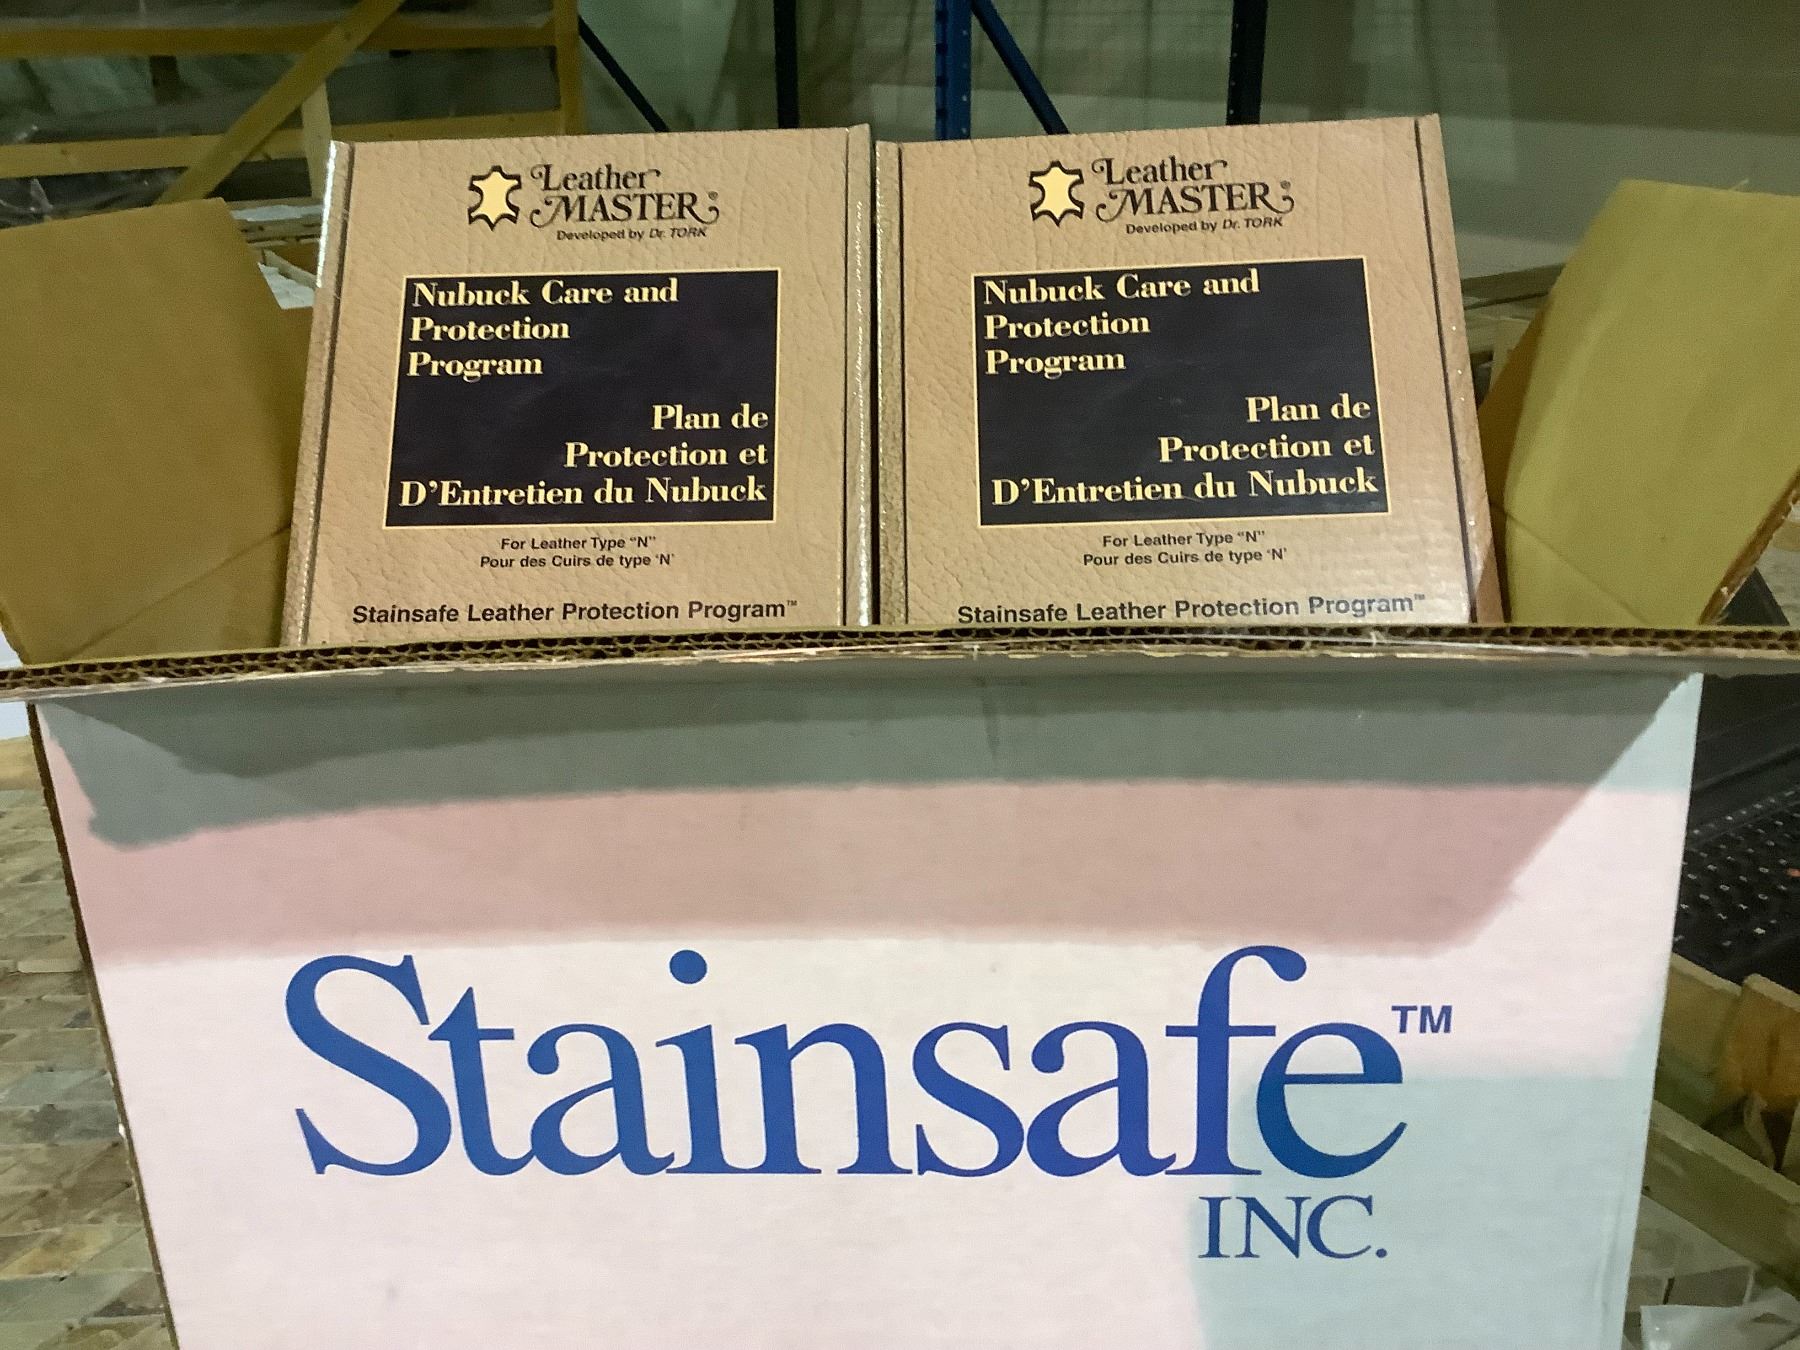 Leather
MASTER®
Developed by Dr. TORK
Nubuck Care and
Protection
Program
Plan de
Protection et
D'Entretien du Nubuck
For Leather Type "N"
Pour des Cuirs de type 'N'
Stainsafe Leather Protection Program™
Leather
MASTER®
Developed by Dr. TORK
Nubuck Care and
Protection
Program
Plan de
Protection et
D'Entretien du Nubuck
For Leather Type "N"
Pour des Cuirs de type 'N'
Stainsafe Leather Protection Program™
Stainsafe™
INC.